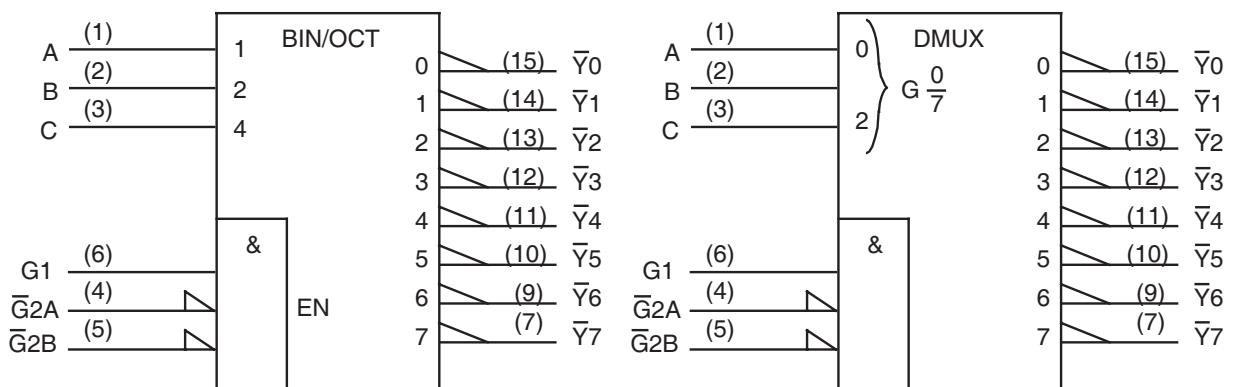 BIN/OCT
A (1) 1
B (2) 2
C (3) 4
&
G1 (6)
G̅2A (4)
G̅2B (5)
EN
0 (15) Y̅0
1 (14) Y̅1
2 (13) Y̅2
3 (12) Y̅3
4 (11) Y̅4
5 (10) Y̅5
6 (9) Y̅6
7 (7) Y̅7
DMUX
A (1) 0
B (2)
C (3) 2
G 0/7
&
G1 (6)
G̅2A (4)
G̅2B (5)
0 (15) Y̅0
1 (14) Y̅1
2 (13) Y̅2
3 (12) Y̅3
4 (11) Y̅4
5 (10) Y̅5
6 (9) Y̅6
7 (7) Y̅7